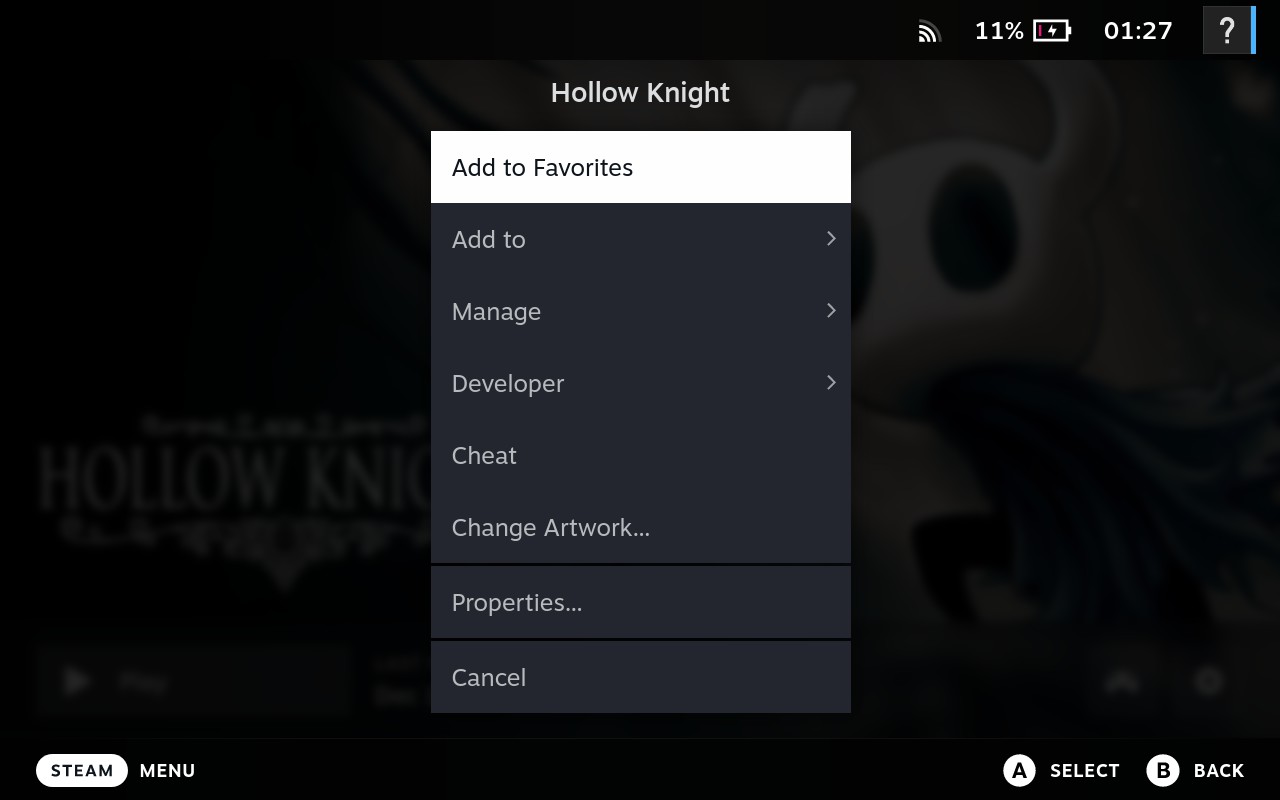 11% 01:27 ?
Hollow Knight
Add to Favorites
Add to
Manage
Developer
Cheat
Change Artwork...
HOLLOW KNIG
Properties...
Play
Cancel
STEAM MENU
A SELECT B BACK